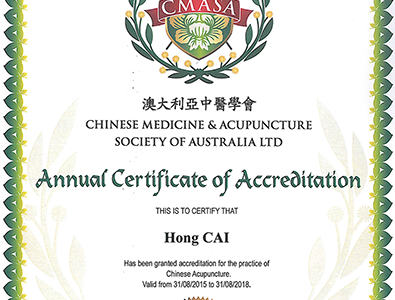 CMASA
澳大利亞中醫學會
CHINESE MEDICINE & ACUPUNCTURE
SOCIETY OF AUSTRALIA LTD
Annual Certificate of Accreditation
THIS IS TO CERTIFY THAT
Hong CAI
Has been granted accreditation for the practice of
Chinese Acupuncture.
Valid from 31/08/2015 to 31/08/2018.